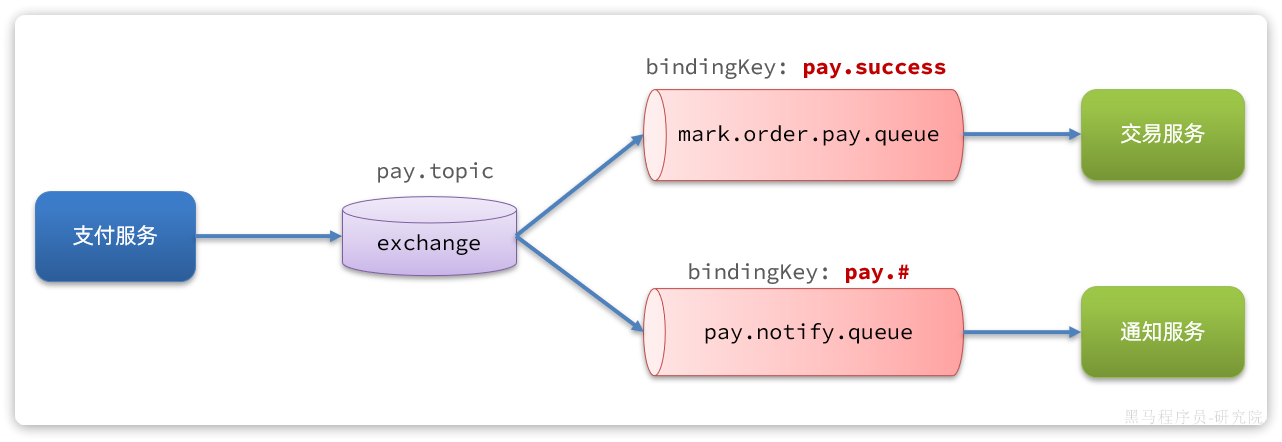 支付服务
pay.topic
exchange
bindingKey: pay.success
mark.order.pay.queue
交易服务
bindingKey: pay.#
pay.notify.queue
通知服务
黑马程序员-研究院